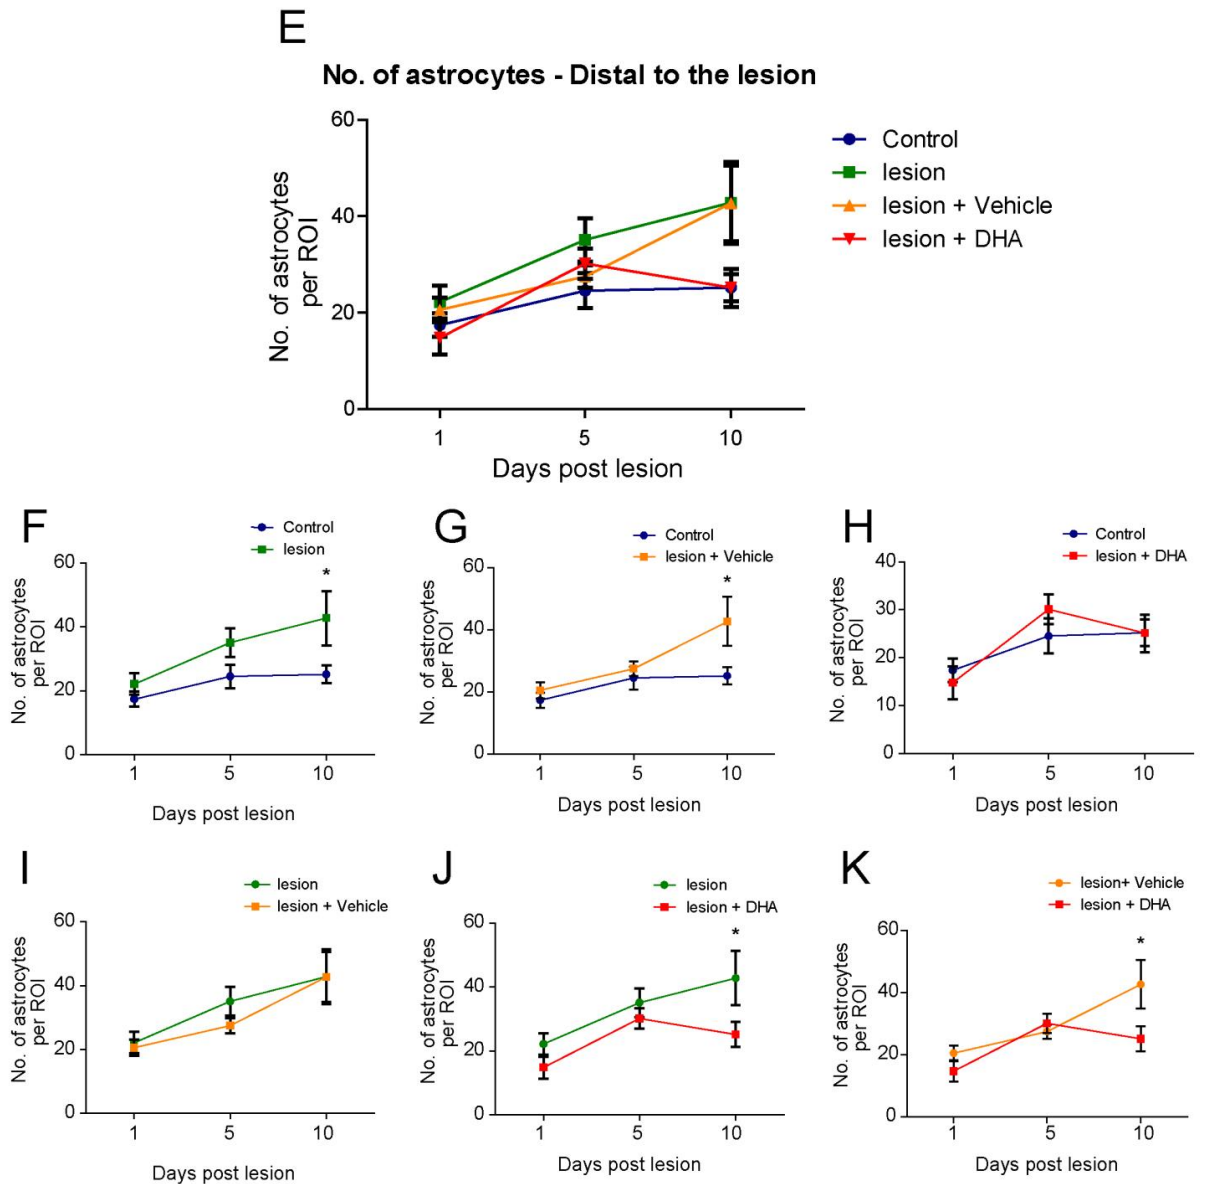 E
No. of astrocytes - Distal to the lesion
No. of astrocytes
per ROI
60
40
20
0
1 5 10
Days post lesion
Control
lesion
lesion + Vehicle
lesion + DHA
F
Control
lesion
No. of astrocytes
per ROI
60
40
20
0
*
1 5 10
Days post lesion
G
Control
lesion + Vehicle
No. of astrocytes
per ROI
60
40
20
0
*
1 5 10
Days post lesion
H
Control
lesion + DHA
No. of astrocytes
per ROI
40
30
20
10
0
1 5 10
Days post lesion
I
lesion
lesion + Vehicle
No. of astrocytes
per ROI
60
40
20
0
1 5 10
Days post lesion
J
lesion
lesion + DHA
No. of astrocytes
per ROI
60
40
20
0
*
1 5 10
Days post lesion
K
lesion+ Vehicle
lesion + DHA
No. of astrocytes
per ROI
60
40
20
0
*
1 5 10
Days post lesion